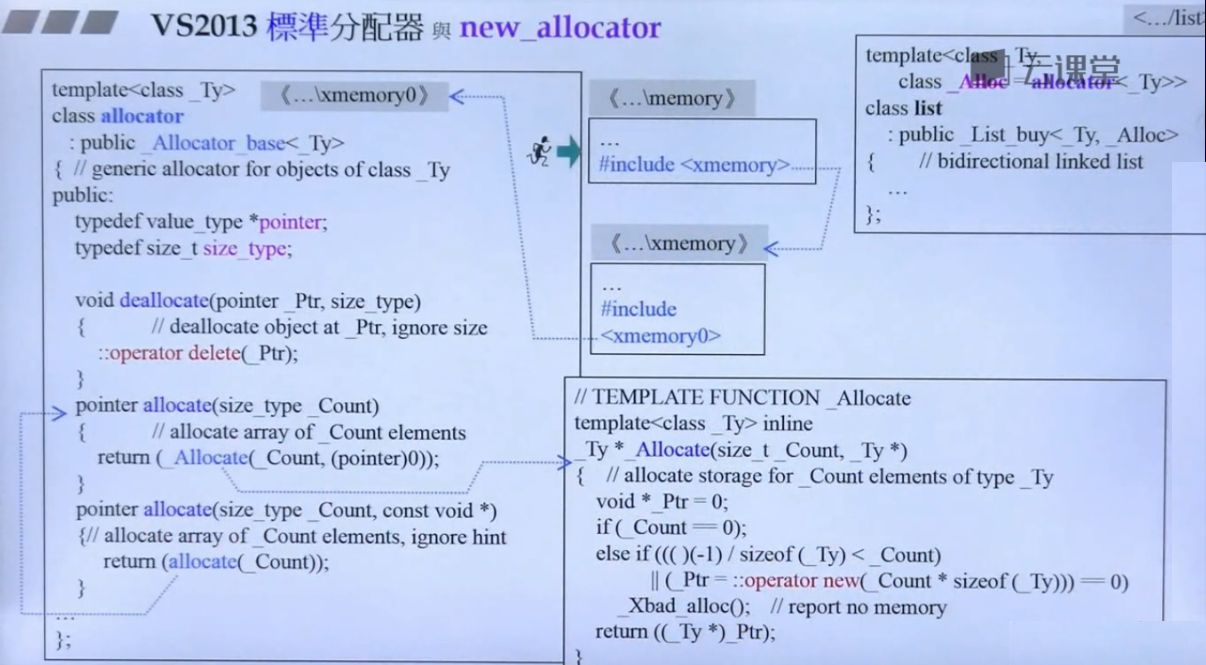 VS2013 標準分配器 與 new_allocator
<.../list>
template<class _Ty>
class allocator
: public _Allocator_base<_Ty>
{ // generic allocator for objects of class _Ty
public:
typedef value_type *pointer;
typedef size_t size_type;
void deallocate(pointer _Ptr, size_type)
{ // deallocate object at _Ptr, ignore size
::operator delete(_Ptr);
}
pointer allocate(size_type _Count)
{ // allocate array of _Count elements
return (_Allocate(_Count, (pointer)0));
}
pointer allocate(size_type _Count, const void *)
{// allocate array of _Count elements, ignore hint
return (allocate(_Count));
}
...
};
《...\xmemory0》
《...\memory》
...
#include <xmemory>
《...\xmemory》
...
#include
<xmemory0>
template<class _Ty
class _Alloc = allocator<_Ty>>
class list
: public _List_buy<_Ty, _Alloc>
{ // bidirectional linked list
...
};
云课堂
// TEMPLATE FUNCTION _Allocate
template<class _Ty> inline
_Ty *_Allocate(size_t _Count, _Ty *)
{ // allocate storage for _Count elements of type _Ty
void *_Ptr = 0;
if (_Count == 0);
else if ((( )(-1) / sizeof (_Ty) < _Count)
|| (_Ptr = ::operator new(_Count * sizeof (_Ty))) == 0)
_Xbad_alloc(); // report no memory
return ((_Ty *)_Ptr);
}